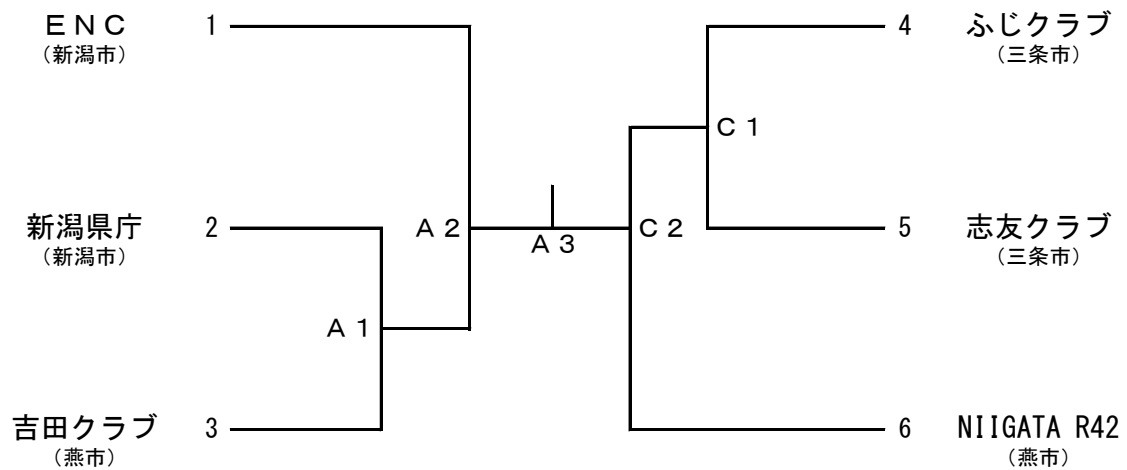 ＥＮＣ 1
（新潟市）
4 ふじクラブ
（三条市）
Ｃ１
新潟県庁 2
（新潟市）
Ａ２
Ａ３
Ｃ２
5 志友クラブ
（三条市）
Ａ１
吉田クラブ 3
（燕市）
6 NIIGATA R42
（燕市）